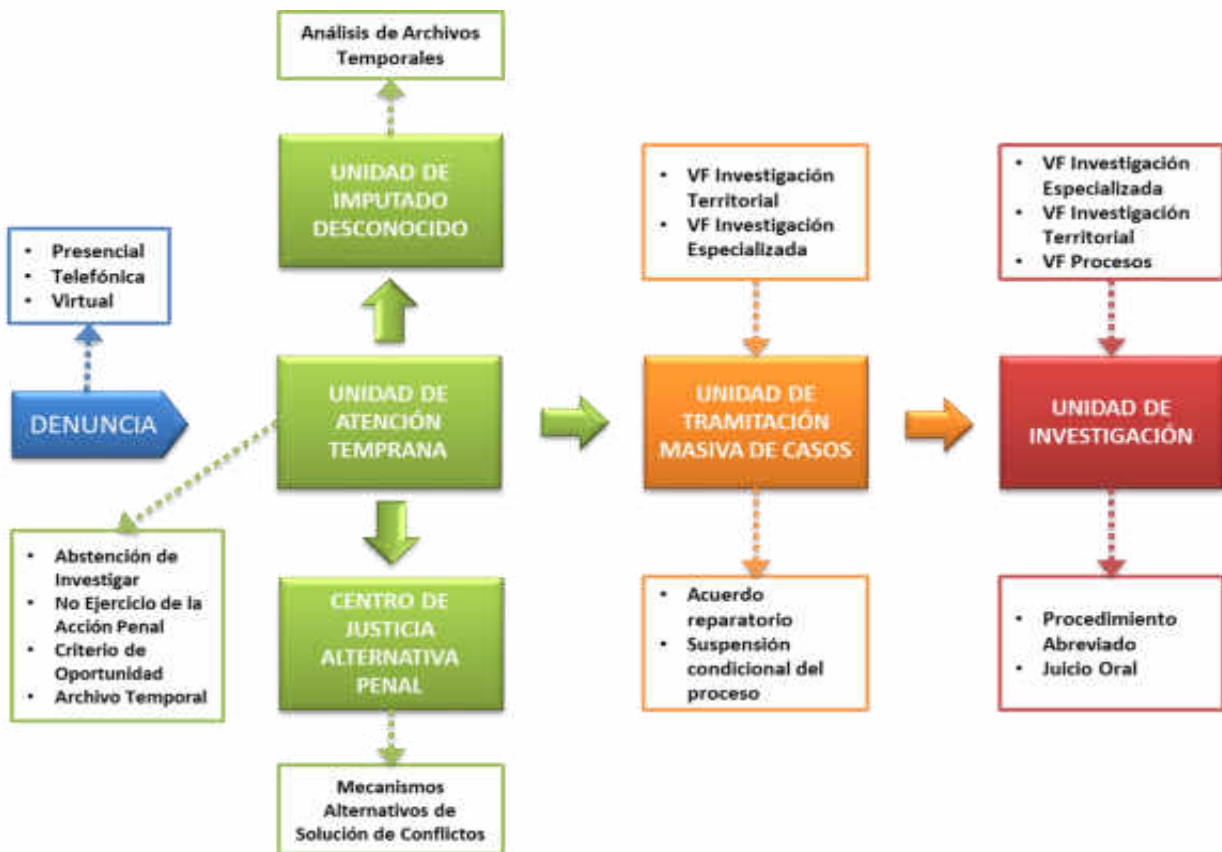 Análisis de Archivos
Temporales
UNIDAD DE
IMPUTADO
DESCONOCIDO
• Presencial
• Telefónica
• Virtual
DENUNCIA
UNIDAD DE
ATENCIÓN
TEMPRANA
• Abstención de
Investigar
• No Ejercicio de la
Acción Penal
• Criterio de
Oportunidad
• Archivo Temporal
CENTRO DE
JUSTICIA
ALTERNATIVA
PENAL
Mecanismos
Alternativos de
Solución de Conflictos
• VF Investigación
Territorial
• VF Investigación
Especializada
UNIDAD DE
TRAMITACIÓN
MASIVA DE CASOS
• Acuerdo
reparatorio
• Suspensión
condicional del
proceso
• VF Investigación
Especializada
• VF Investigación
Territorial
• VF Procesos
UNIDAD DE
INVESTIGACIÓN
• Procedimiento
Abreviado
• Juicio Oral